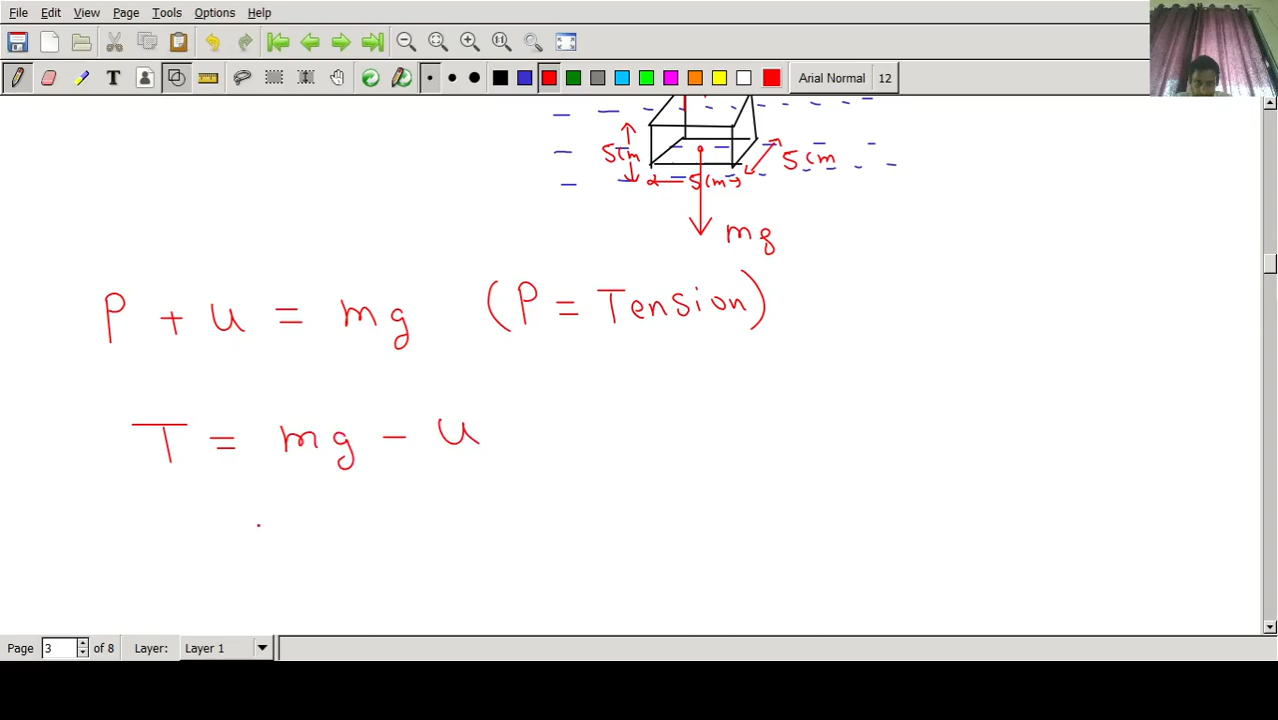 File Edit View Page Tools Options Help
T Arial Normal 12
5cm 5cm
5cm
mg
P + u = mg (P = Tension)
T = mg - u
Page 3 of 8 Layer: Layer 1